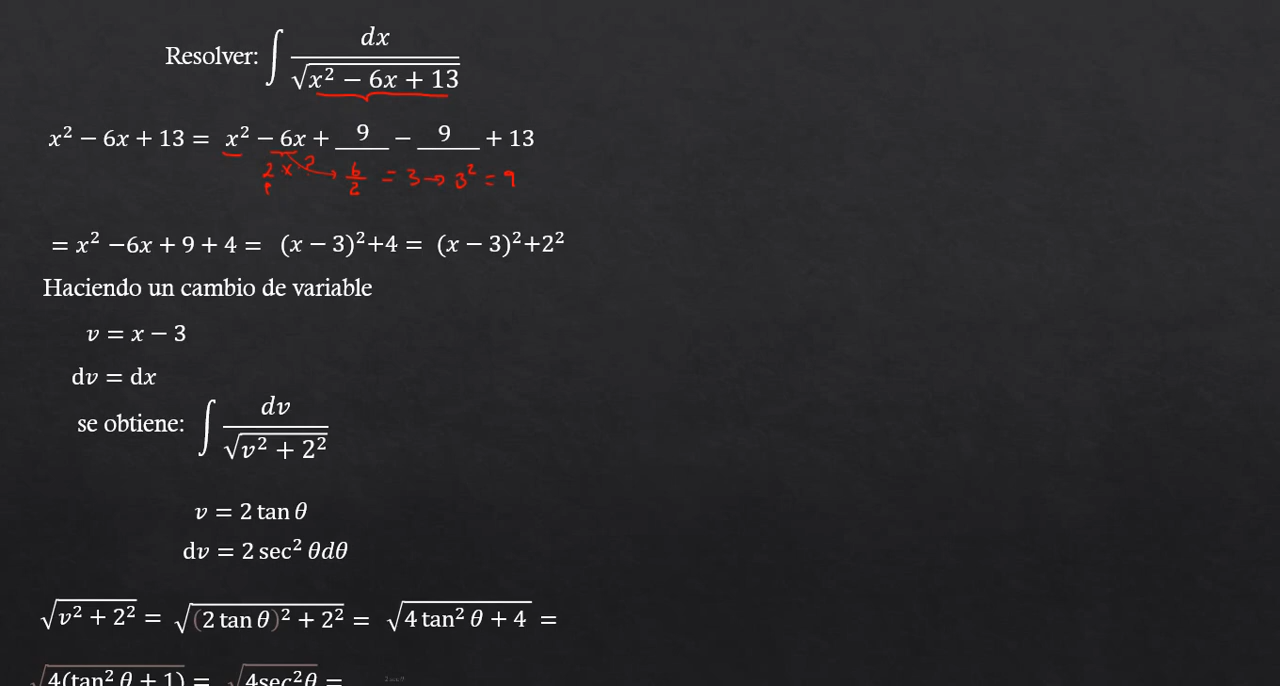 Resolver: ∫ dx / √(x² − 6x + 13)
x² − 6x + 13 = x² − 6x + 9 − 9 + 13
2 x ? → 6/2 = 3 → 3² = 9
= x² −6x + 9 + 4 = (x − 3)²+4 = (x − 3)²+2²
Haciendo un cambio de variable
v = x − 3
dv = dx
se obtiene: ∫ dv / √(v² + 2²)
v = 2 tan θ
dv = 2 sec² θdθ
√(v² + 2²) = √((2 tan θ)² + 2²) = √(4 tan² θ + 4) =
√(4(tan² θ + 1)) = √(4sec²θ) =